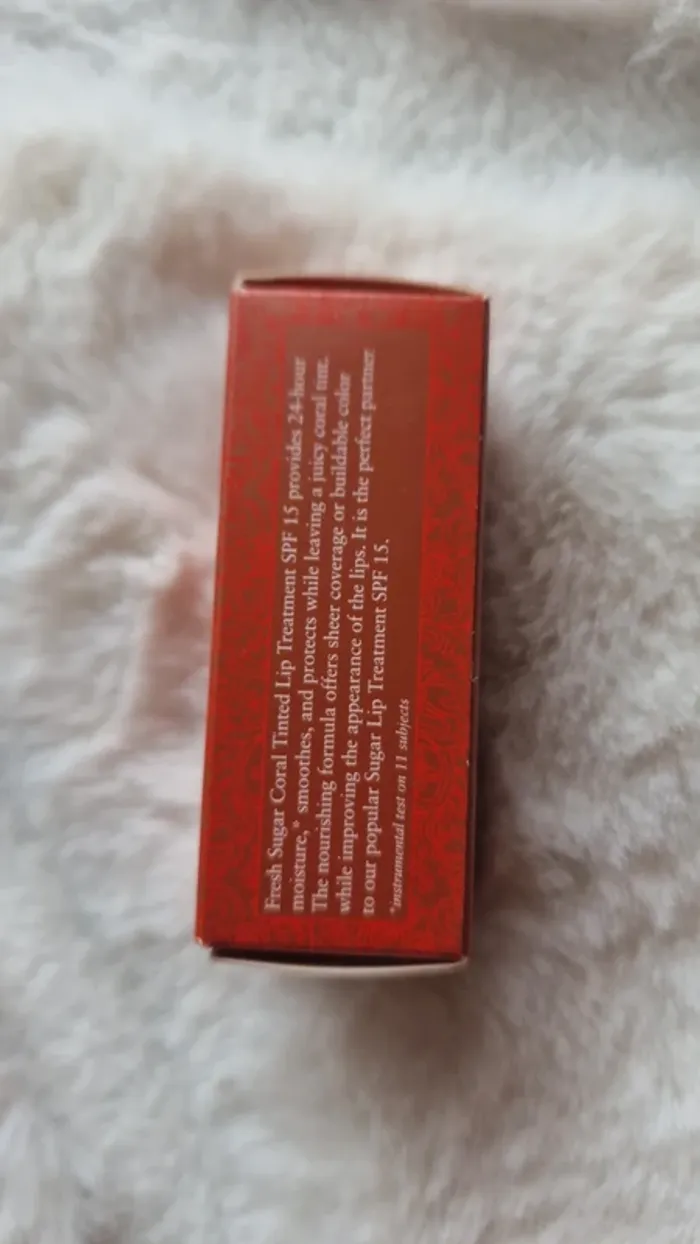 Fresh Sugar Coral Tinted Lip Treatment SPF 15 provides 24-hour
moisture,* smoothes, and protects while leaving a juicy coral tint.
The nourishing formula offers sheer coverage or buildable color
while improving the appearance of the lips. It is the perfect partner
to our popular Sugar Lip Treatment SPF 15.
*instrumental test on 11 subjects